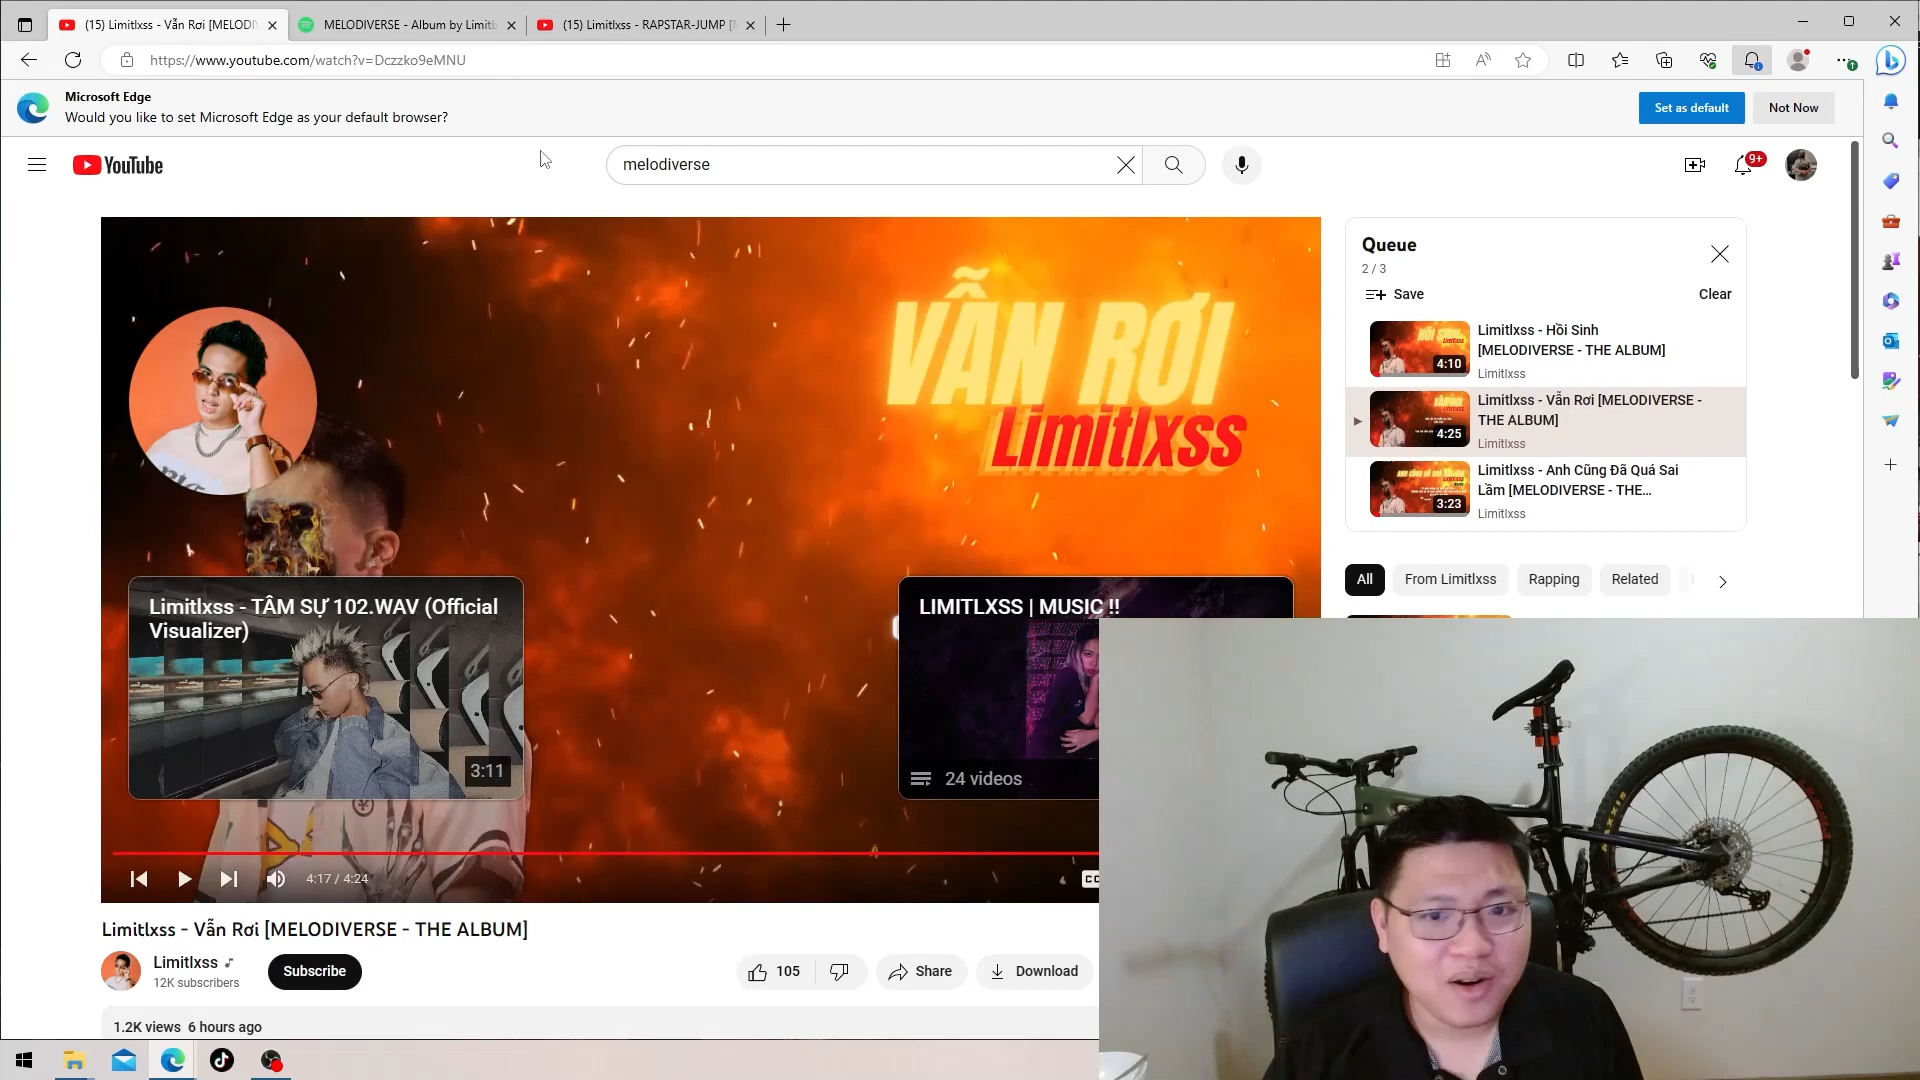 (15) Limitlxss - Vẫn Rơi [MELODIV
MELODIVERSE - Album by Limitl
(15) Limitlxss - RAPSTAR-JUMP [
https://www.youtube.com/watch?v=Dczzko9eMNU
Microsoft Edge
Would you like to set Microsoft Edge as your default browser?
Set as default
Not Now
YouTube
melodiverse
9+
VẪN RƠI
Limitlxss
Limitlxss - TÂM SỰ 102.WAV (Official
Visualizer)
3:11
LIMITLXSS | MUSIC !!
24 videos
4:17 / 4:24
CC
Queue
2 / 3
Save
Clear
Limitlxss - Hồi Sinh
[MELODIVERSE - THE ALBUM]
Limitlxss
4:10
Limitlxss - Vẫn Rơi [MELODIVERSE -
THE ALBUM]
Limitlxss
4:25
Limitlxss - Anh Cũng Đã Quá Sai
Lầm [MELODIVERSE - THE...
Limitlxss
3:23
All
From Limitlxss
Rapping
Related
Limitlxss - Vẫn Rơi [MELODIVERSE - THE ALBUM]
Limitlxss
12K subscribers
Subscribe
105
Share
Download
1.2K views 6 hours ago
MAXXIS